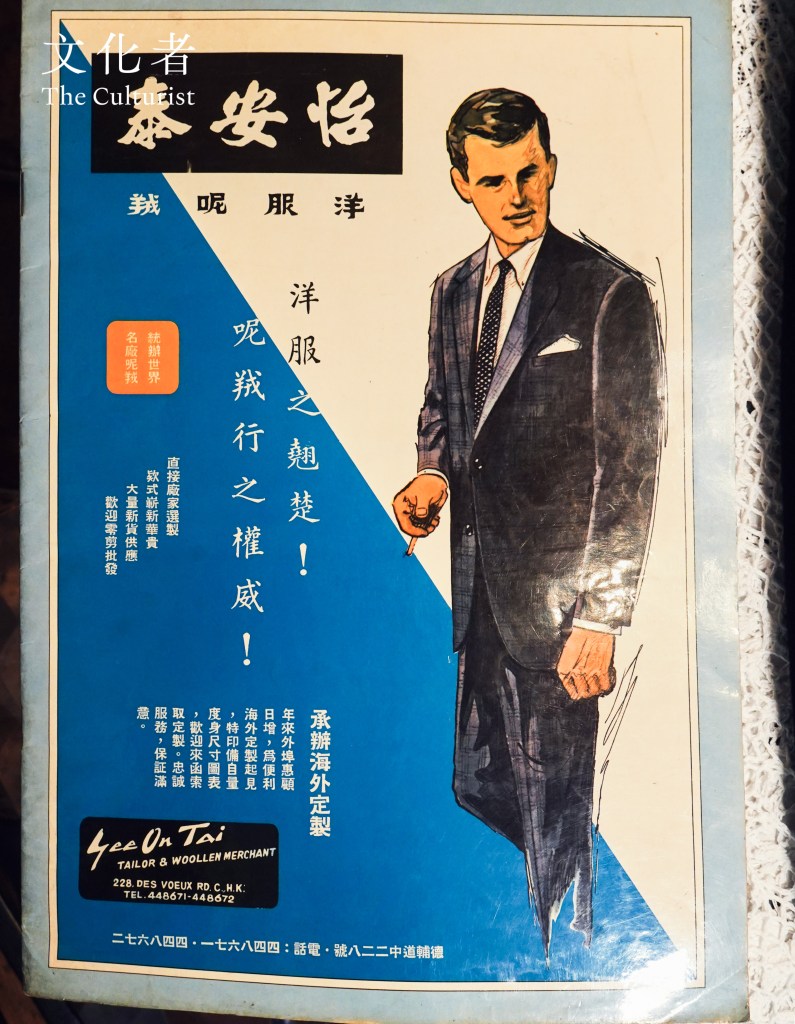 文化者
The Culturist
怡安泰
洋服呢羢
洋服之翹楚！
呢羢行之權威！
統辦世界
名廠呢羢
直接廠家選製
欵式嶄新華貴
大量新貨供應
歡迎零剪批發
承辦海外定製
年來外埠惠顧
日增，爲便利
海外定製起見
，特印備自量
度身尺寸圖表
，歡迎來函索
取定製。忠誠
服務，保証滿
意。
Yee On Tai
TAILOR & WOOLLEN MERCHANT
228, DES VOEUX RD. C., H.K.
TEL. 448671-448672
德輔道中二二八號・電話：四四八六七一・四四八六七二